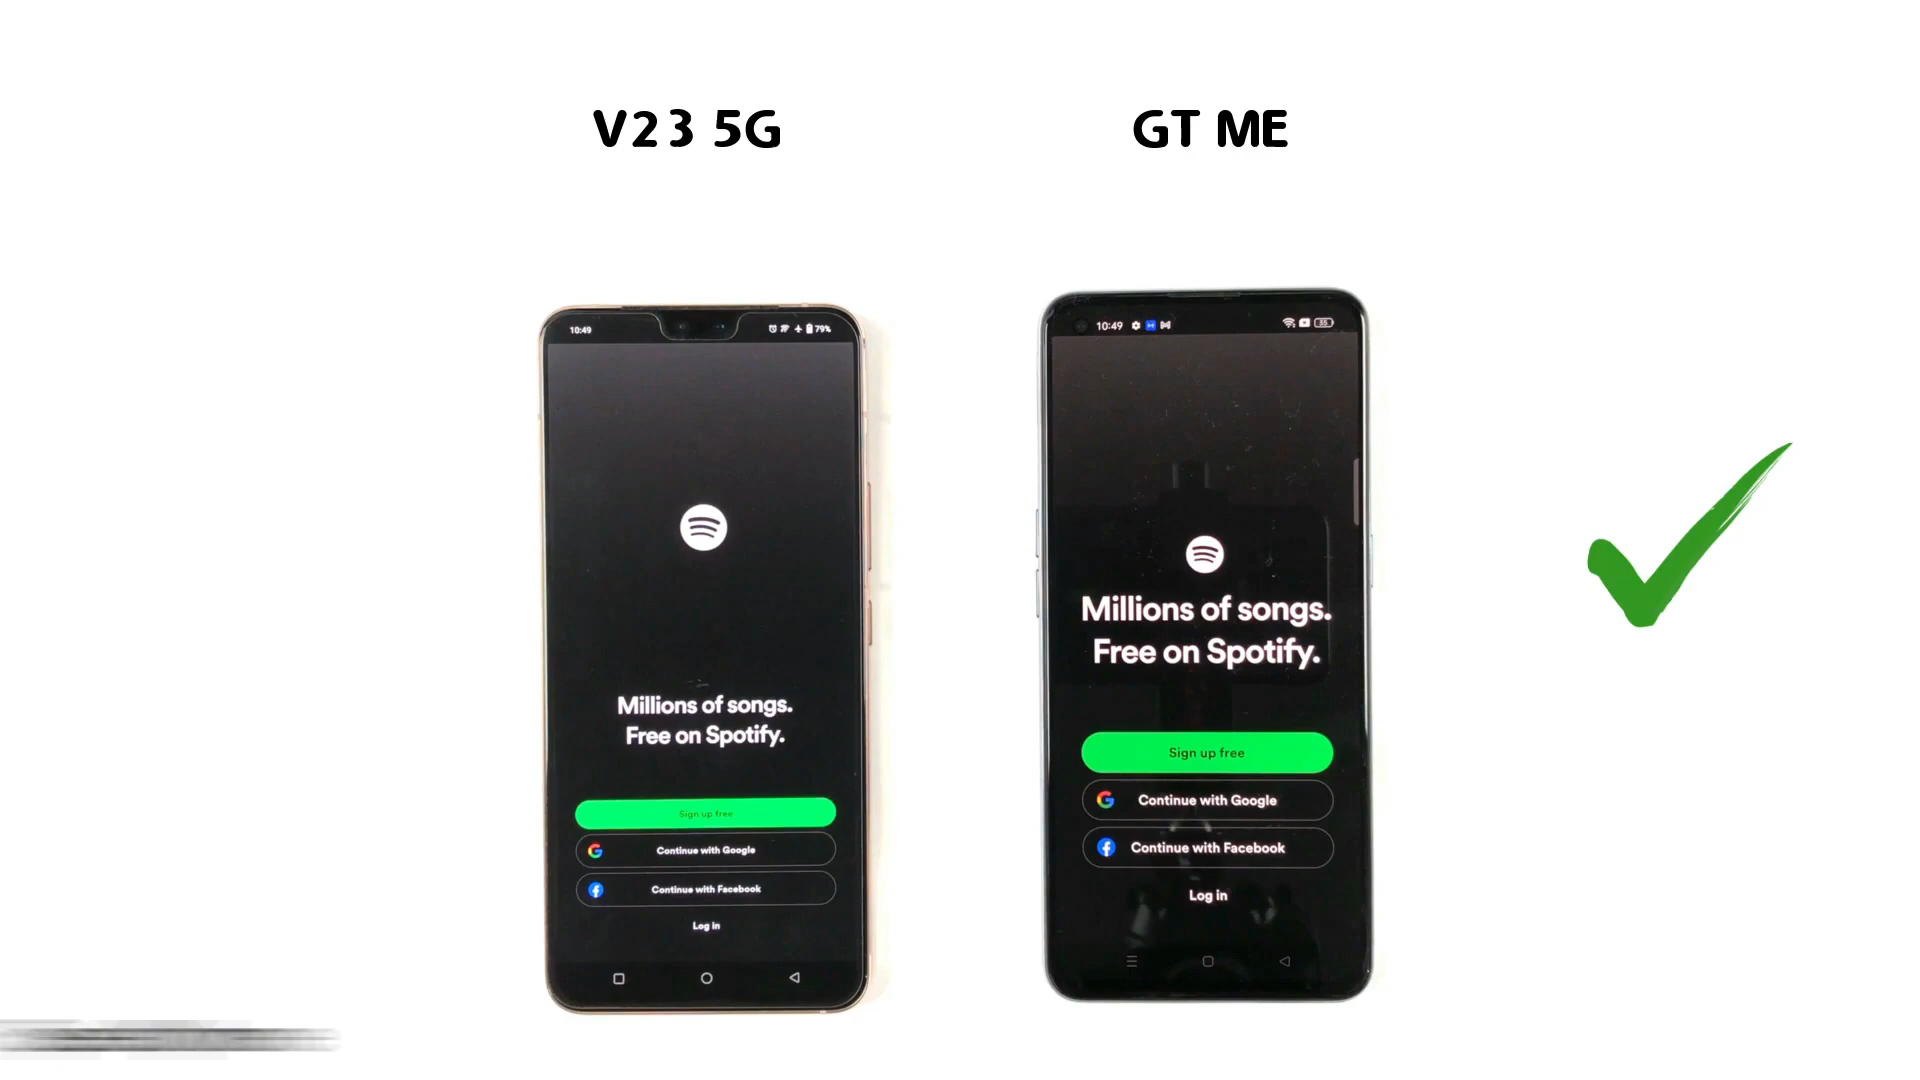 V23 5G
GT ME
10:49
79%
Millions of songs.
Free on Spotify.
Sign up free
Continue with Google
Continue with Facebook
Log in
10:49
35
Millions of songs.
Free on Spotify.
Sign up free
Continue with Google
Continue with Facebook
Log in